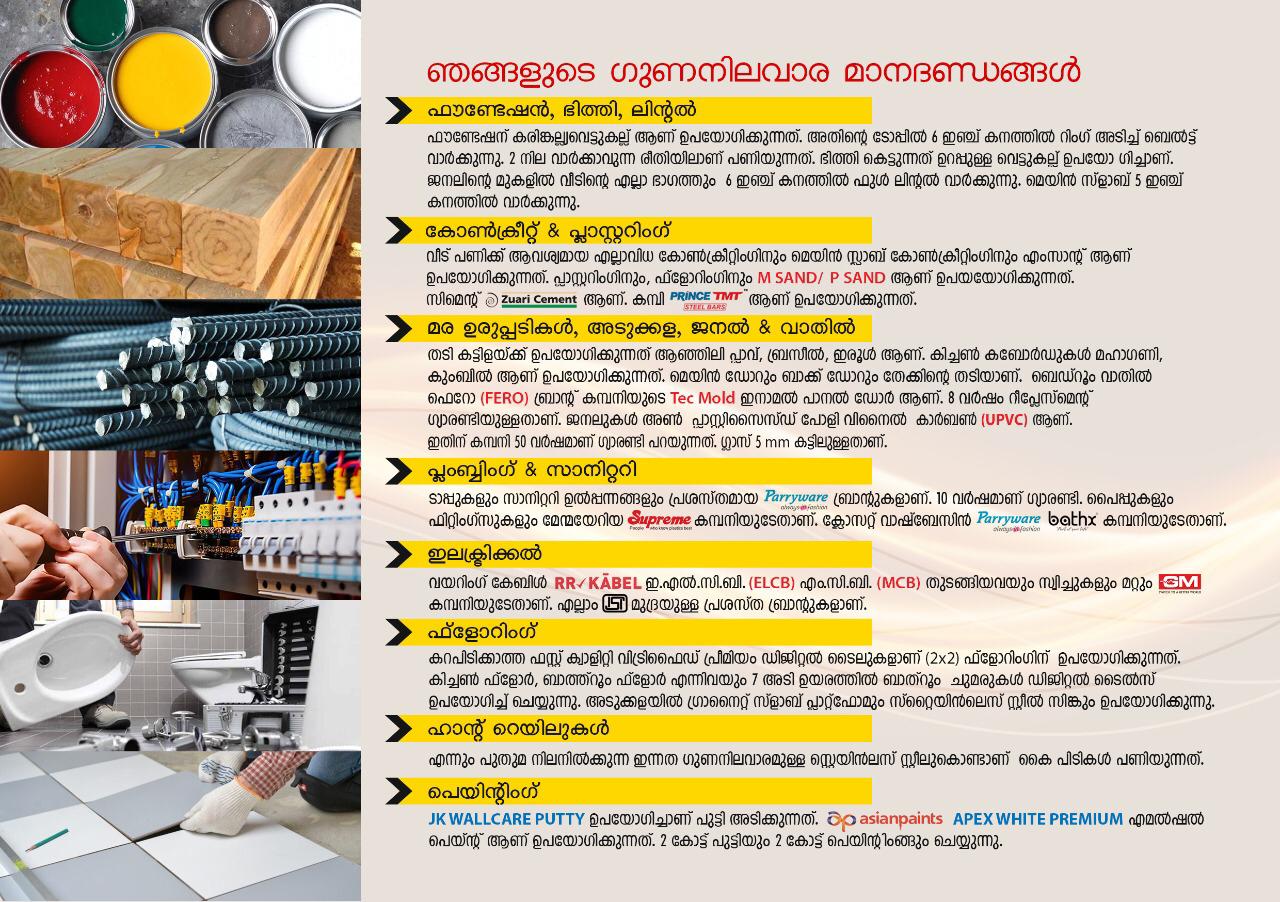 ഞങ്ങളുടെ ഗുണനിലവാര മാനദണ്ഡങ്ങൾ
ഫൗണ്ടേഷൻ, ഭിത്തി, ലിന്റൽ
ഫൗണ്ടേഷന് കരിങ്കല്ല്വെട്ടുകല്ല് ആണ് ഉപയോഗിക്കുന്നത്. അതിന്റെ ടോപ്പിൽ 6 ഇഞ്ച് കനത്തിൽ റിംഗ് അടിച്ച് ബെൽട്ട്
വാർക്കുന്നു. 2 നില വാർക്കാവുന്ന രീതിയിലാണ് പണിയുന്നത്. ഭിത്തി കെട്ടുന്നത് ഉറപ്പുള്ള വെട്ടുകല്ല് ഉപയോ ഗിച്ചാണ്.
ജനലിന്റെ മുകളിൽ വീടിന്റെ എല്ലാ ഭാഗത്തും 6 ഇഞ്ച് കനത്തിൽ ഫുൾ ലിന്റൽ വാർക്കുന്നു. മെയിൻ സ്ളാബ് 5 ഇഞ്ച്
കനത്തിൽ വാർക്കുന്നു.
കോൺക്രീറ്റ് & പ്ലാസ്റ്ററിംഗ്
വീട് പണിക്ക് ആവശ്യമായ എല്ലാവിധ കോൺക്രീറ്റിംഗിനും മെയിൻ സ്ലാബ് കോൺക്രീറ്റിംഗിനും എംസാന്റ് ആണ്
ഉപയോഗിക്കുന്നത്. പ്ലാസ്റ്ററിംഗിനും, ഫ്ളോറിംഗിനും M SAND/ P SAND ആണ് ഉപയയോഗിക്കുന്നത്.
സിമെന്റ് Zuari Cement ആണ്. കമ്പി PRINCE TMT STEEL BARS ആണ് ഉപയോഗിക്കുന്നത്.
മര ഉരുപ്പടികൾ, അടുക്കള, ജനൽ & വാതിൽ
തടി കട്ടിളയ്ക്ക് ഉപയോഗിക്കുന്നത് ആഞ്ഞിലി പ്ലാവ്, ബ്രസീൽ, ഇരൂൾ ആണ്. കിച്ചൺ കബോർഡുകൾ മഹാഗണി,
കുംബിൽ ആണ് ഉപയോഗിക്കുന്നത്. മെയിൻ ഡോറും ബാക്ക് ഡോറും തേക്കിന്റെ തടിയാണ്. ബെഡ്റൂം വാതിൽ
ഫെറോ (FERO) ബ്രാന്റ് കമ്പനിയുടെ Tec Mold ഇനാമൽ പാനൽ ഡോർ ആണ്. 8 വർഷം റീപ്ലേസ്മെന്റ്
ഗ്യാരണ്ടിയുള്ളതാണ്. ജനലുകൾ അൺ പ്ലാസ്റ്റിസൈസ്ഡ് പോളി വിനൈൽ കാർബൺ (UPVC) ആണ്.
ഇതിന് കമ്പനി 50 വർഷമാണ് ഗ്യാരണ്ടി പറയുന്നത്. ഗ്ലാസ് 5 mm കട്ടിലുള്ളതാണ്.
പ്ലംബ്ബിംഗ് & സാനിറ്ററി
ടാപ്പുകളും സാനിറ്ററി ഉൽപ്പന്നങ്ങളും പ്രശസ്തമായ Parryware always in fashion ബ്രാന്റുകളാണ്. 10 വർഷമാണ് ഗ്യാരണ്ടി. പൈപ്പുകളും
ഫിറ്റിംഗ്സുകളും മേന്മയേറിയ Supreme People who know plastics best കമ്പനിയുടേതാണ്. ക്ലോസറ്റ് വാഷ്ബേസിൻ Parryware always in fashion bathx കമ്പനിയുടേതാണ്.
ഇലക്ട്രിക്കൽ
വയറിംഗ് കേബിൾ RR KABEL ഇ.എൽ.സി.ബി. (ELCB) എം.സി.ബി. (MCB) തുടങ്ങിയവയും സ്വിച്ചുകളും മറ്റും GM
കമ്പനിയുടേതാണ്. എല്ലാം ISI മുദ്രയുള്ള പ്രശസ്ത ബ്രാന്റുകളാണ്.
ഫ്ളോറിംഗ്
കറപിടിക്കാത്ത ഫസ്റ്റ് ക്വാളിറ്റി വിട്രിഫൈഡ് പ്രീമിയം ഡിജിറ്റൽ ടൈലുകളാണ് (2x2) ഫ്ളോറിംഗിന് ഉപയോഗിക്കുന്നത്.
കിച്ചൺ ഫ്ളോർ, ബാത്ത്റൂം ഫ്ളോർ എന്നിവയും 7 അടി ഉയരത്തിൽ ബാത്റൂം ചുമരുകൾ ഡിജിറ്റൽ ടൈൽസ്
ഉപയോഗിച്ച് ചെയ്യുന്നു. അടുക്കളയിൽ ഗ്രാനൈറ്റ് സ്ളാബ് പ്ലാറ്റ്ഫോമും സ്റ്റൈയിൻലെസ് സ്റ്റീൽ സിങ്കും ഉപയോഗിക്കുന്നു.
ഹാന്റ് റെയിലുകൾ
എന്നും പുതുമ നിലനിൽക്കുന്ന ഇന്നത ഗുണനിലവാരമുള്ള സ്റ്റെയിൻലസ് സ്റ്റീലുകൊണ്ടാണ് കൈ പിടികൾ പണിയുന്നത്.
പെയിന്റിംഗ്
JK WALLCARE PUTTY ഉപയോഗിച്ചാണ് പുട്ടി അടിക്കുന്നത്. asianpaints APEX WHITE PREMIUM എമൽഷൽ
പെയ്ന്റ് ആണ് ഉപയോഗിക്കുന്നത്. 2 കോട്ട് പുട്ടിയും 2 കോട്ട് പെയിന്റിംങ്ങും ചെയ്യുന്നു.